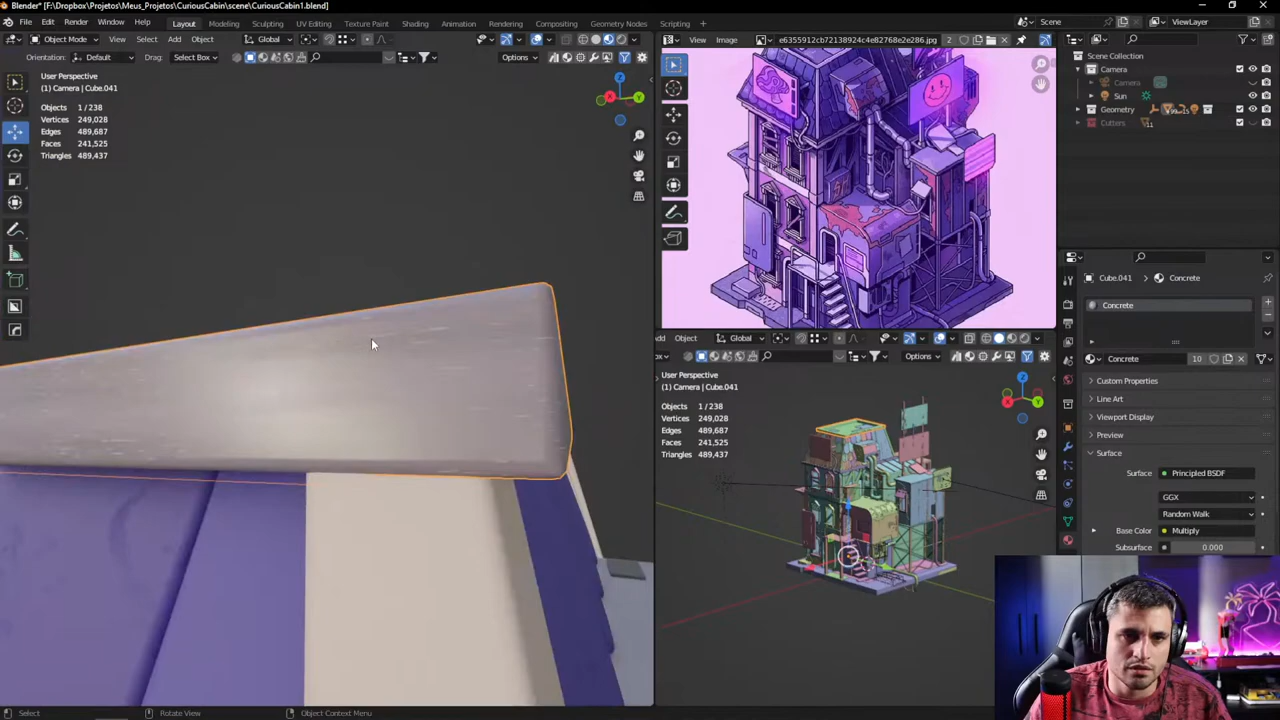 Blender* [F:\Dropbox\Projetos\Meus_Projetos\CuriousCabin\scene\CuriousCabin1.blend]
File Edit Render Window Help Layout Modeling Sculpting UV Editing Texture Paint Shading Animation Rendering Compositing Geometry Nodes Scripting Scene ViewLayer
Object Mode View Select Add Object Global
Orientation: Default Drag: Select Box Options
User Perspective
(1) Camera | Cube.041
Objects 1 / 238
Vertices 249,028
Edges 489,687
Faces 241,525
Triangles 489,437
View Image e6355912cb72138924c4e82768e2e286.jpg 2
Scene Collection
Camera
Camera
Sun
Geometry
Cutters 11
Object Global
Options
User Perspective
(1) Camera | Cube.041
Objects 1 / 238
Vertices 249,028
Edges 489,687
Faces 241,525
Triangles 489,437
Cube.041 Concrete
Concrete
Concrete 10
Custom Properties
Line Art
Viewport Display
Preview
Surface
Surface Principled BSDF
GGX
Random Walk
Base Color Multiply
Subsurface 0.000
Select Rotate View Object Context Menu